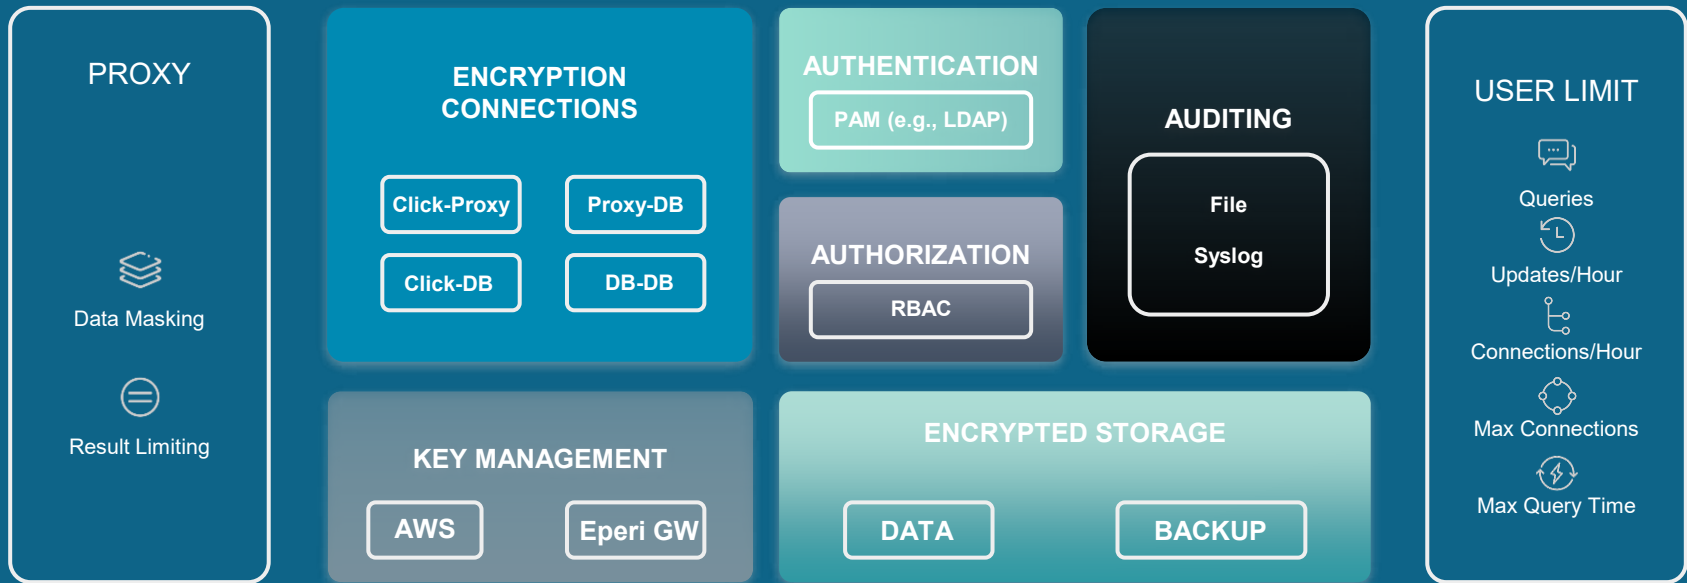 PROXY
Data Masking
Result Limiting
ENCRYPTION
CONNECTIONS
Click-Proxy
Proxy-DB
Click-DB
DB-DB
AUTHENTICATION
PAM (e.g., LDAP)
AUTHORIZATION
RBAC
AUDITING
File
Syslog
KEY MANAGEMENT
AWS
Eperi GW
ENCRYPTED STORAGE
DATA
BACKUP
USER LIMIT
Queries
Updates/Hour
Connections/Hour
Max Connections
Max Query Time